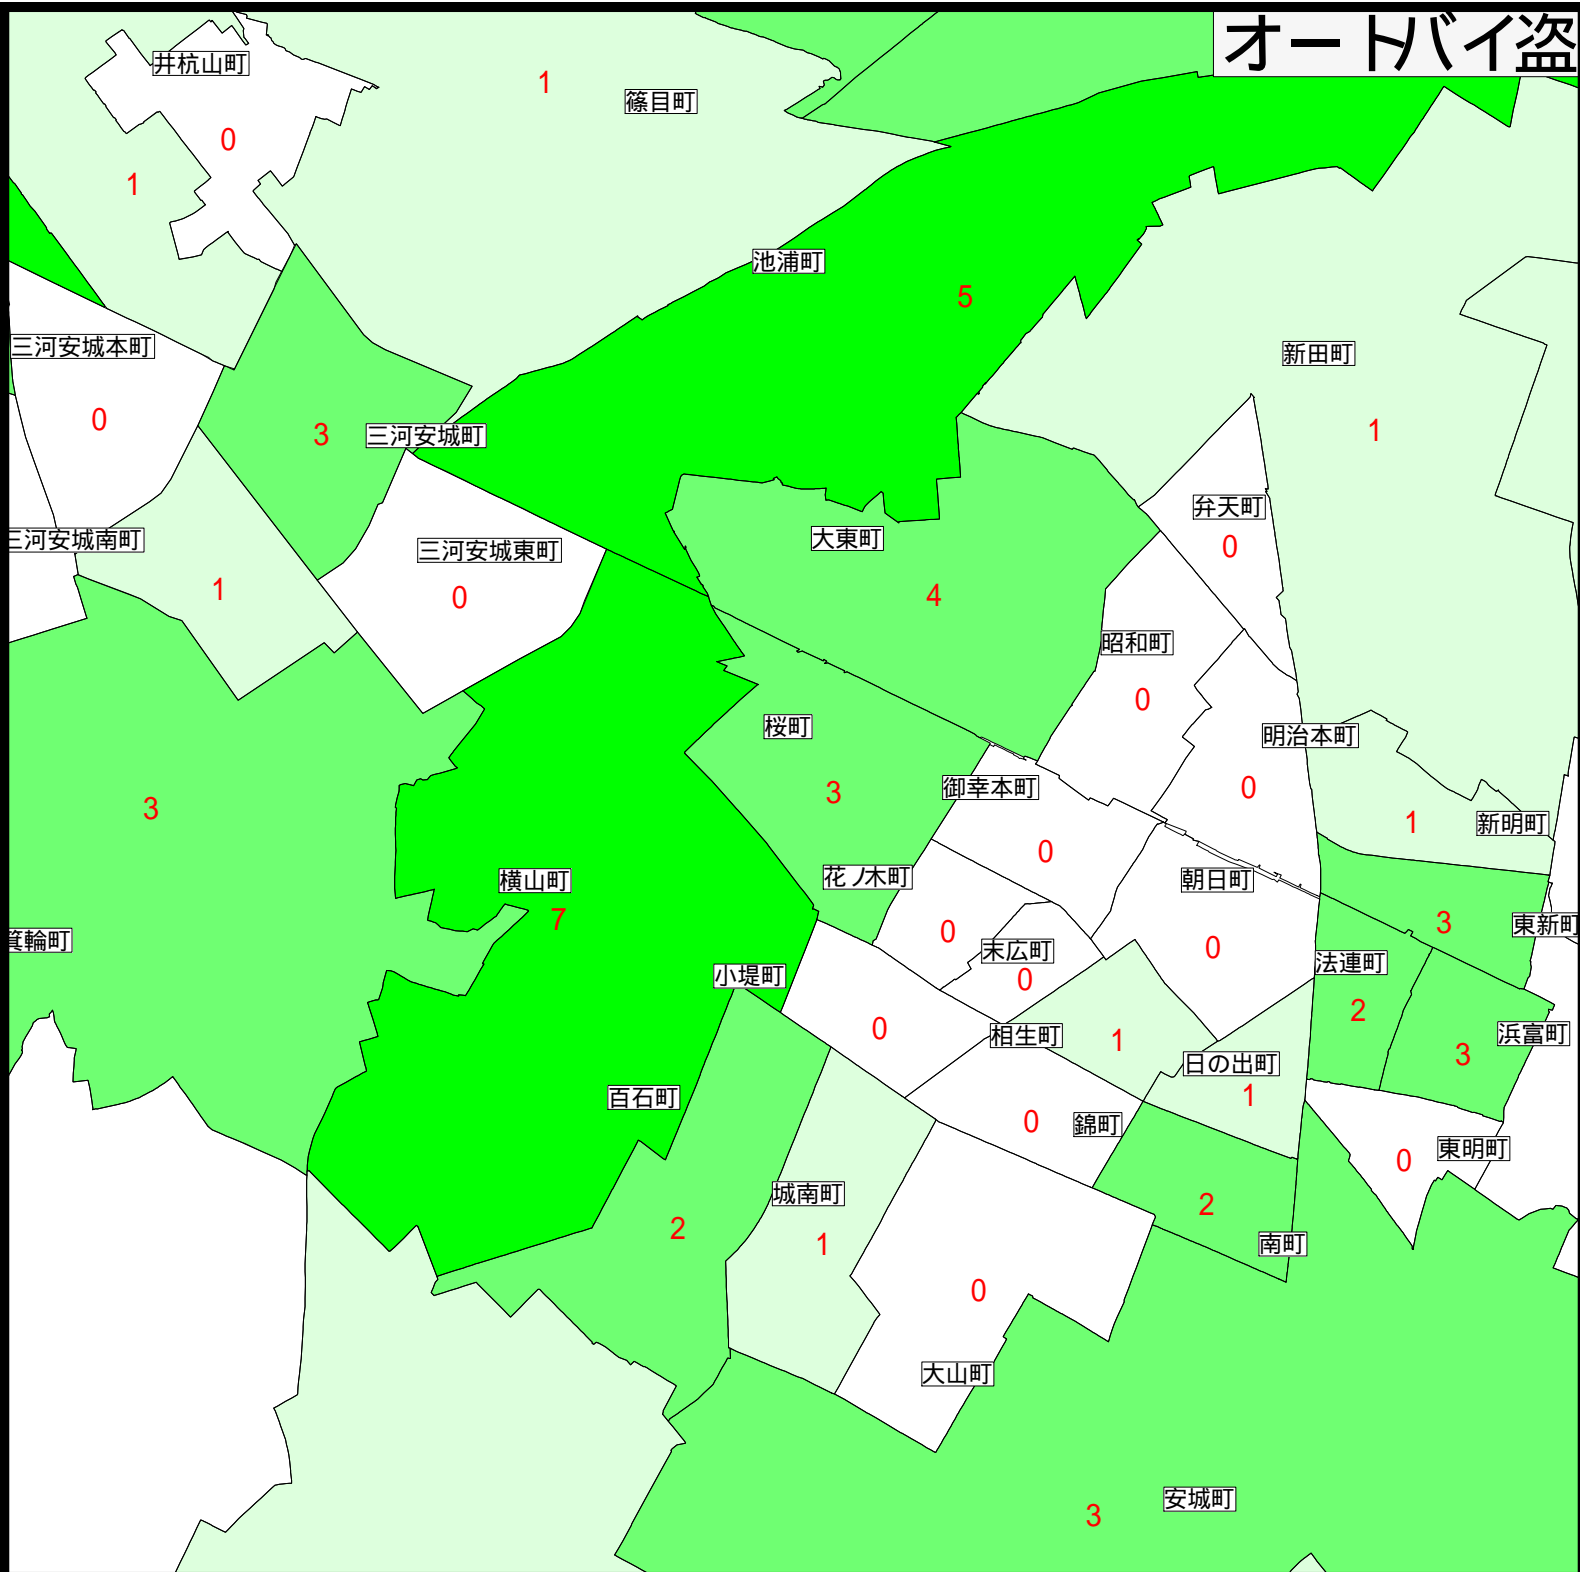 オートバイ盗
井杭山町
1
篠目町
0
1
池浦町
5
三河安城本町
新田町
0
3
三河安城町
1
弁天町
三河安城南町
大東町
0
三河安城東町
1
0
4
昭和町
0
桜町
明治本町
御幸本町
0
3
3
1
新明町
0
花ノ木町
横山町
朝日町
7
0
3
東新町
箕輪町
末広町
0
0
法連町
小堤町
2
0
相生町
1
浜富町
3
日の出町
1
百石町
0
錦町
東明町
0
城南町
2
2
1
南町
0
大山町
安城町
3